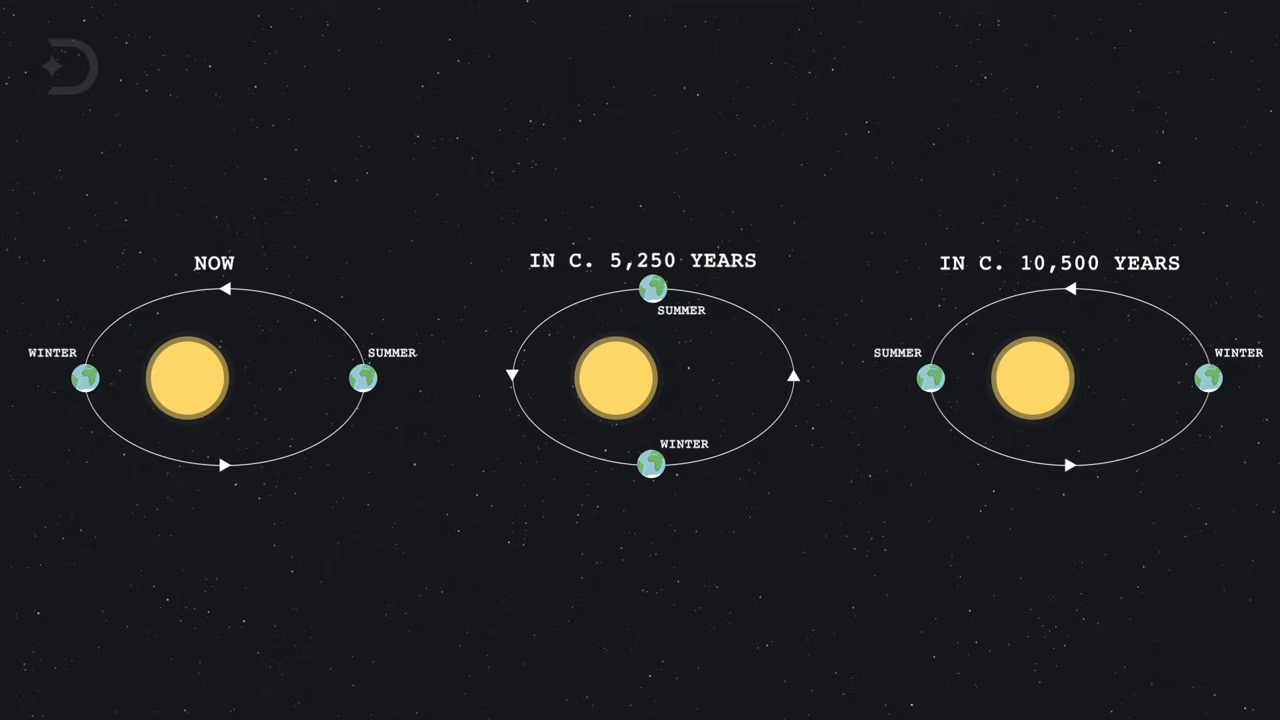 NOW
WINTER
SUMMER
IN C. 5,250 YEARS
SUMMER
WINTER
IN C. 10,500 YEARS
SUMMER
WINTER